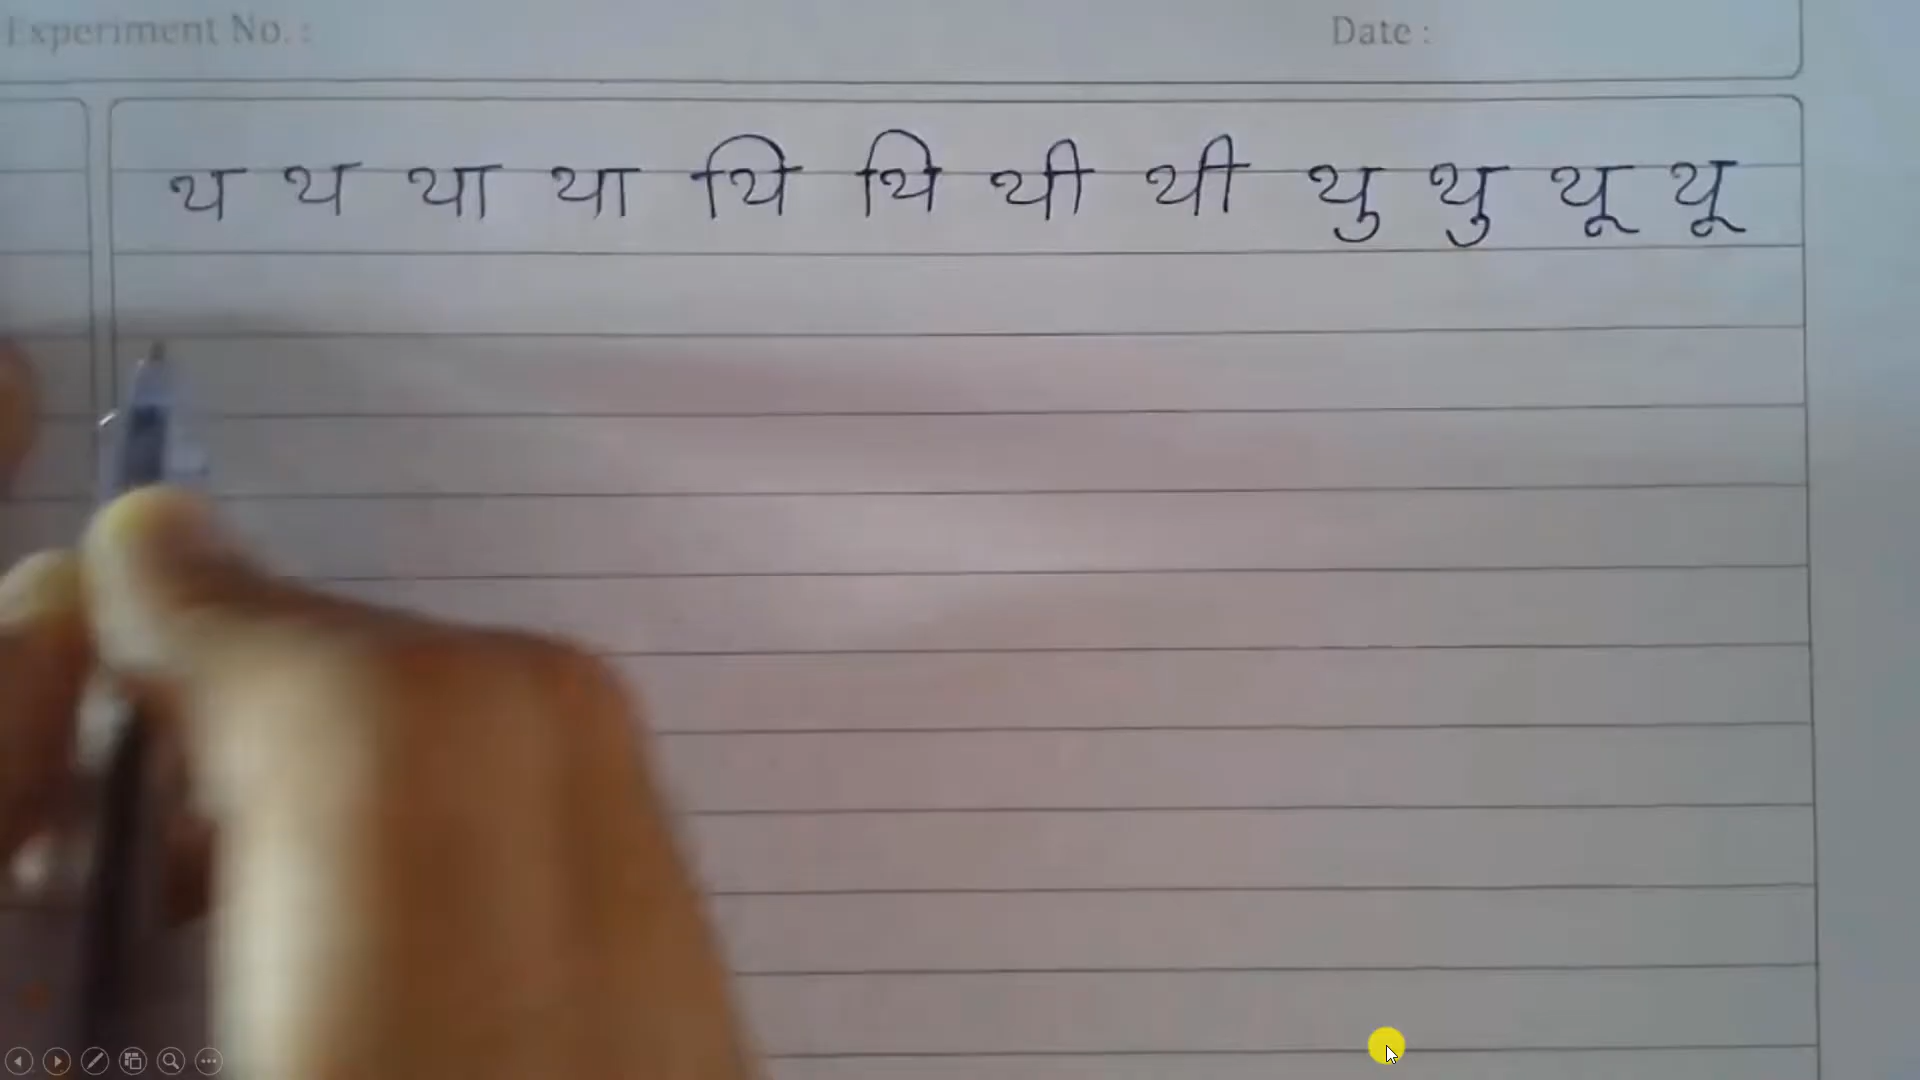 Experiment No. : Date :
थ थ था था थि थि थी थी थु थु थू थू